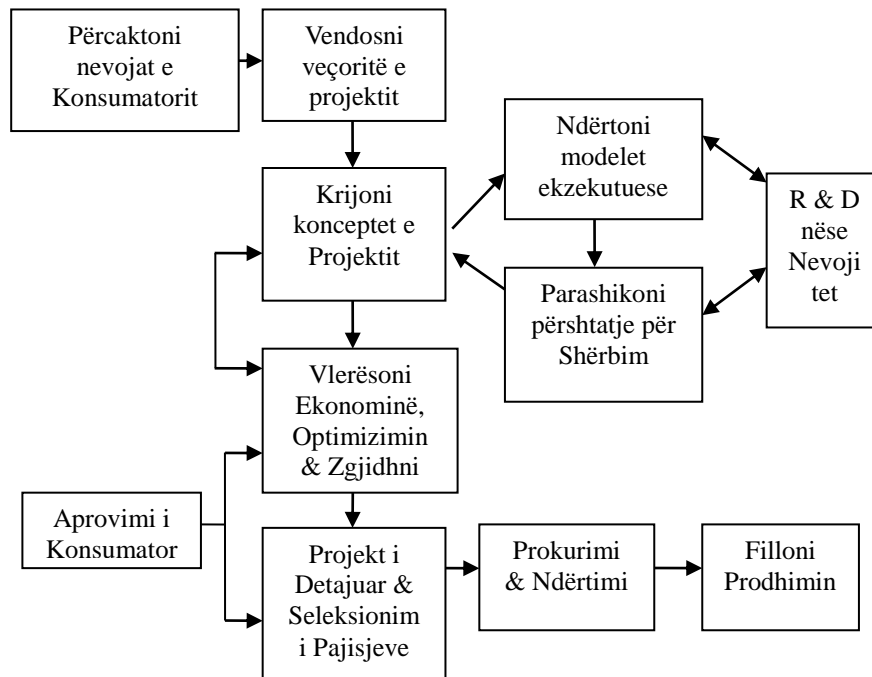 Përcaktoni
nevojat e
Konsumatorit
Vendosni
veçoritë e
projektit
Ndërtoni
modelet
ekzekutuese
R & D
nëse
Nevoji
tet
Krijoni
konceptet e
Projektit
Parashikoni
përshtatje për
Shërbim
Vlerësoni
Ekonominë,
Optimizimin
& Zgjidhni
Aprovimi i
Konsumator
Projekt i
Detajuar &
Seleksionim
i Pajisjeve
Prokurimi
& Ndërtimi
Filloni
Prodhimin